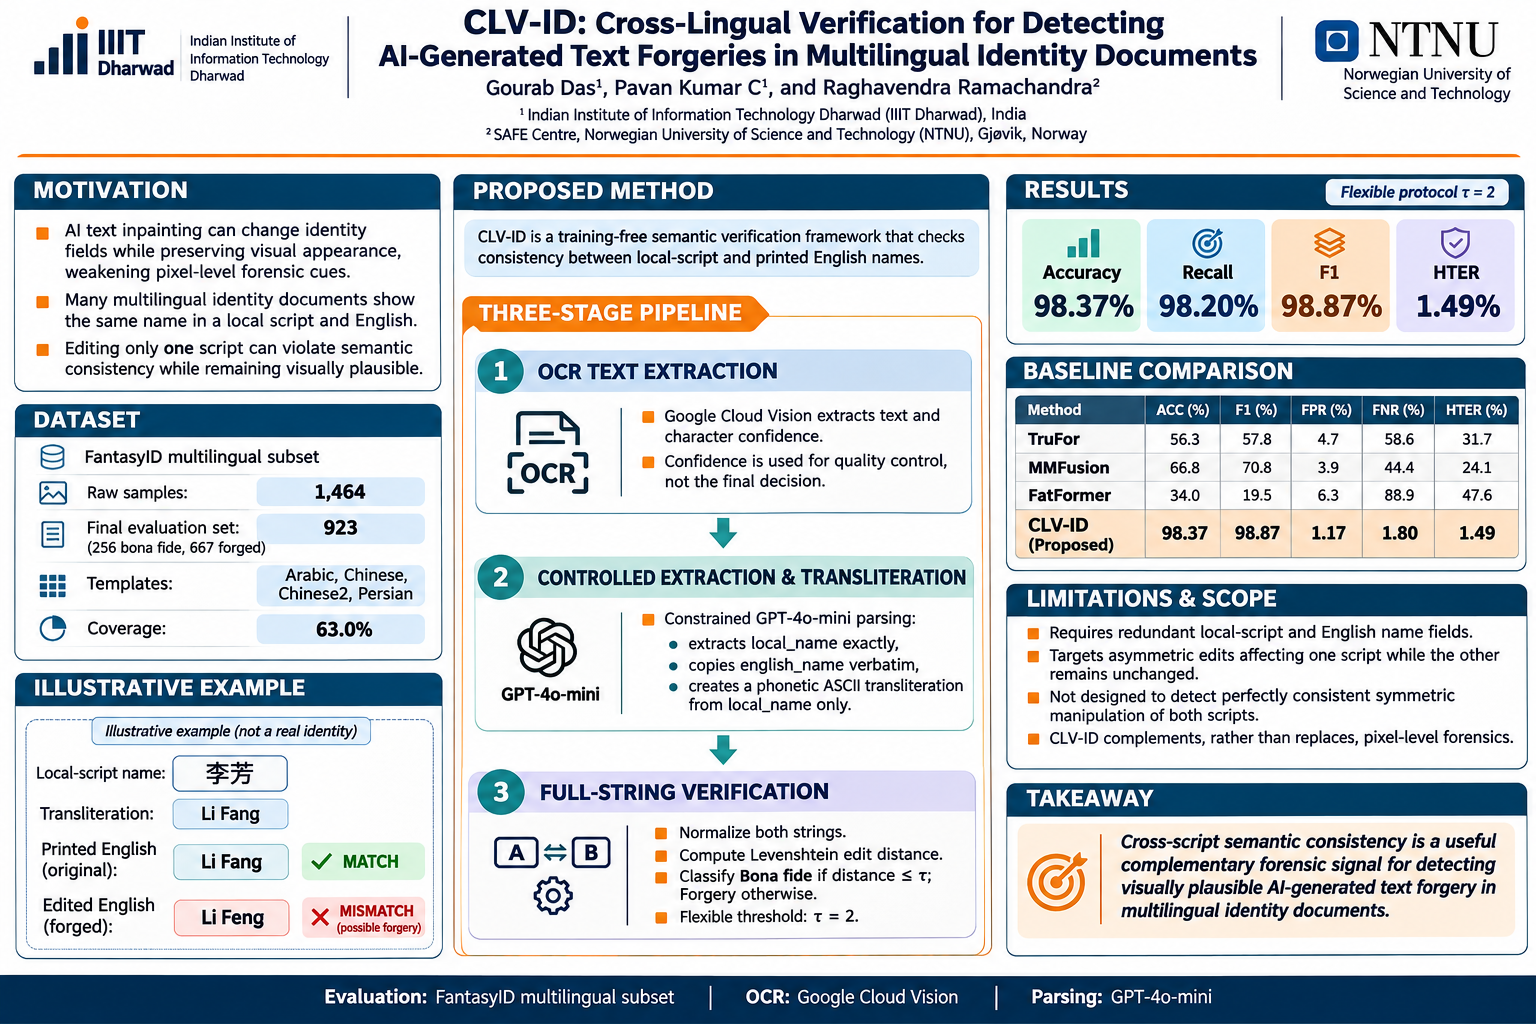 IIIT
Dharwad
Indian Institute of
Information Technology
Dharwad
CLV-ID: Cross-Lingual Verification for Detecting
AI-Generated Text Forgeries in Multilingual Identity Documents
Gourab Das¹, Pavan Kumar C¹, and Raghavendra Ramachandra²
¹ Indian Institute of Information Technology Dharwad (IIIT Dharwad), India
² SAFE Centre, Norwegian University of Science and Technology (NTNU), Gjøvik, Norway
NTNU
Norwegian University of
Science and Technology
MOTIVATION
AI text inpainting can change identity
fields while preserving visual appearance,
weakening pixel-level forensic cues.
Many multilingual identity documents show
the same name in a local script and English.
Editing only one script can violate semantic
consistency while remaining visually plausible.
DATASET
FantasyID multilingual subset
Raw samples: 1,464
Final evaluation set: 923
(256 bona fide, 667 forged)
Templates: Arabic, Chinese,
Chinese2, Persian
Coverage: 63.0%
ILLUSTRATIVE EXAMPLE
Illustrative example (not a real identity)
Local-script name: 李芳
Transliteration: Li Fang
Printed English
(original): Li Fang MATCH
Edited English
(forged): Li Feng MISMATCH
(possible forgery)
PROPOSED METHOD
CLV-ID is a training-free semantic verification framework that checks
consistency between local-script and printed English names.
THREE-STAGE PIPELINE
1 OCR TEXT EXTRACTION
OCR
Google Cloud Vision extracts text and
character confidence.
Confidence is used for quality control,
not the final decision.
2 CONTROLLED EXTRACTION & TRANSLITERATION
GPT-4o-mini
Constrained GPT-4o-mini parsing:
extracts local_name exactly,
copies english_name verbatim,
creates a phonetic ASCII transliteration
from local_name only.
3 FULL-STRING VERIFICATION
A ⇔ B
Normalize both strings.
Compute Levenshtein edit distance.
Classify Bona fide if distance ≤ τ;
Forgery otherwise.
Flexible threshold: τ = 2.
RESULTS
Flexible protocol τ = 2
Accuracy
98.37%
Recall
98.20%
F1
98.87%
HTER
1.49%
BASELINE COMPARISON
Method ACC (%) F1 (%) FPR (%) FNR (%) HTER (%)
TruFor 56.3 57.8 4.7 58.6 31.7
MMFusion 66.8 70.8 3.9 44.4 24.1
FatFormer 34.0 19.5 6.3 88.9 47.6
CLV-ID
(Proposed) 98.37 98.87 1.17 1.80 1.49
LIMITATIONS & SCOPE
Requires redundant local-script and English name fields.
Targets asymmetric edits affecting one script while the other
remains unchanged.
Not designed to detect perfectly consistent symmetric
manipulation of both scripts.
CLV-ID complements, rather than replaces, pixel-level forensics.
TAKEAWAY
Cross-script semantic consistency is a useful
complementary forensic signal for detecting
visually plausible AI-generated text forgery in
multilingual identity documents.
Evaluation: FantasyID multilingual subset | OCR: Google Cloud Vision | Parsing: GPT-4o-mini